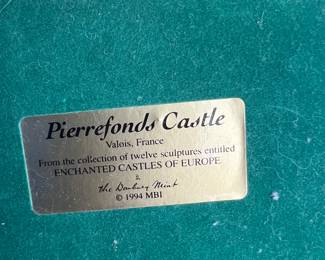 Pierrefonds Castle
Valois, France
From the collection of twelve sculptures entitled
ENCHANTED CASTLES OF EUROPE
the Danbury Mint
© 1994 MBI